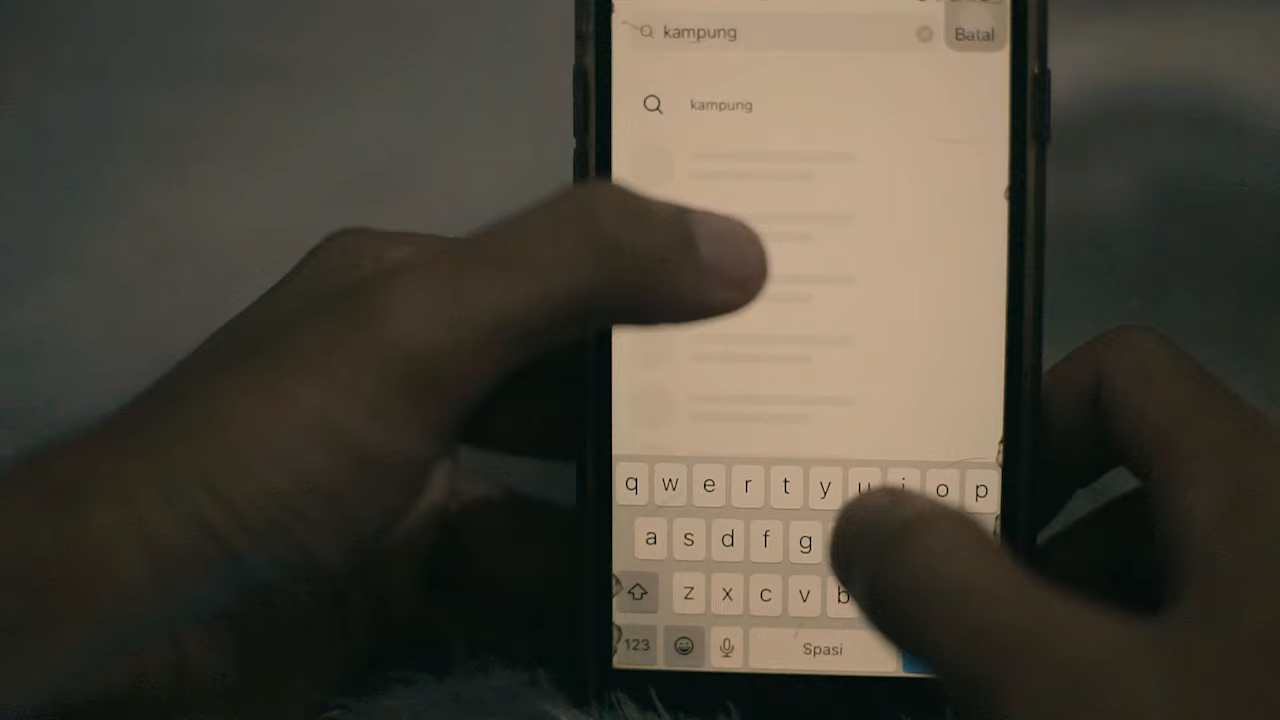 kampung
Batal
kampung
q w e r t y u i o p
a s d f g
z x c v b
123
Spasi